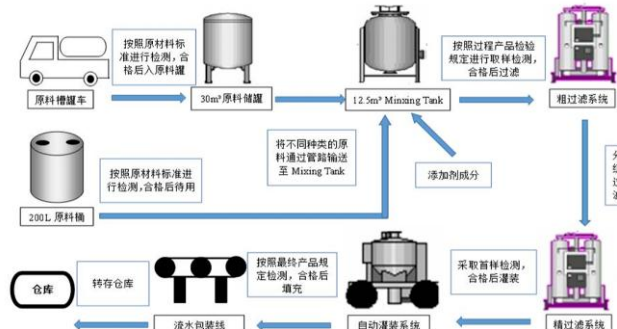 按照原材料标
准进行检测，合
格后入原料罐
按照过程产品检验
规定进行取样检测，
合格后过滤
原料槽罐车
30m³原料储罐
12.5m³ Minxing Tank
粗过滤系统
按照原材料标准进
行检测，合格后待用
将不同种类的原
料通过管路输送
至 Mixing Tank
添加剂成分
200L 原料桶
仓库
转存仓库
按照最终产品规
定检测，合格后
填充
采取首样检测，
合格后灌装
流水包装线
自动灌装系统
精过滤系统